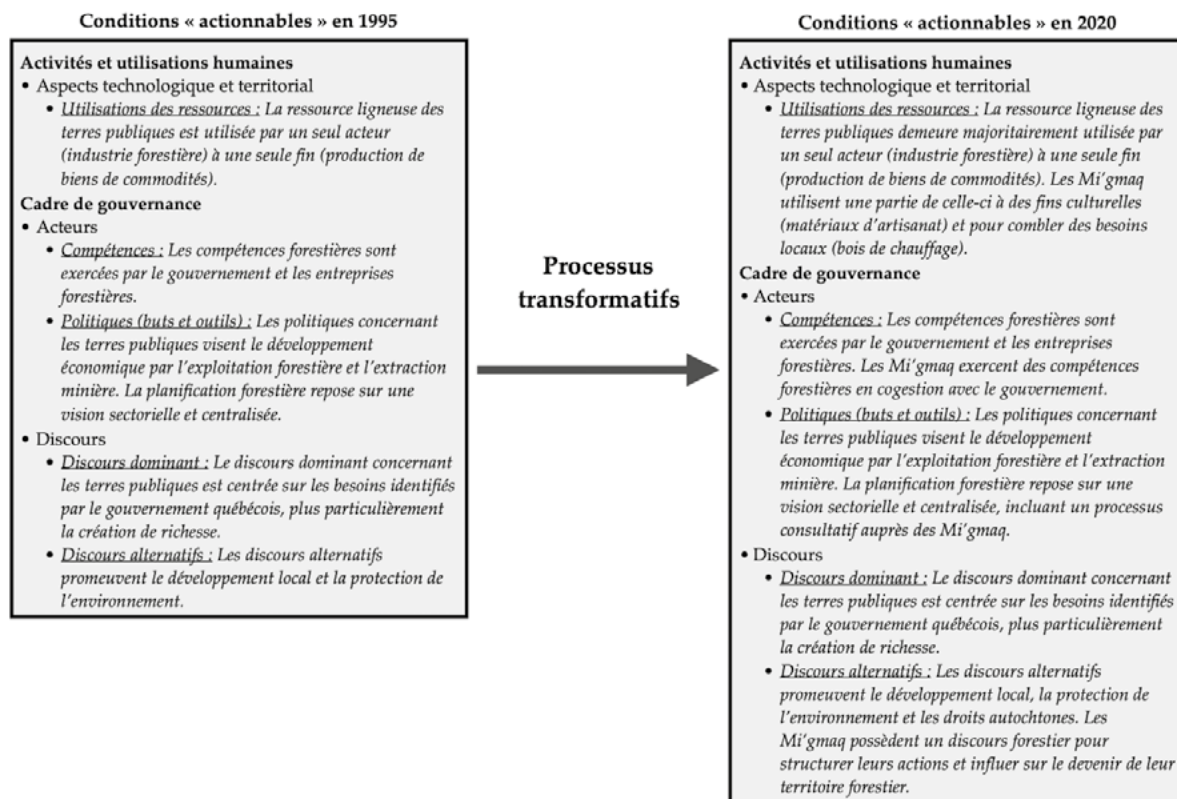 Conditions « actionnables » en 1995
Activités et utilisations humaines
• Aspects technologique et territorial
• Utilisations des ressources : La ressource ligneuse des
terres publiques est utilisée par un seul acteur
(industrie forestière) à une seule fin (production de
biens de commodités).
Cadre de gouvernance
• Acteurs
• Compétences : Les compétences forestières sont
exercées par le gouvernement et les entreprises
forestières.
• Politiques (buts et outils) : Les politiques concernant
les terres publiques visent le développement
économique par l'exploitation forestière et l'extraction
minière. La planification forestière repose sur une
vision sectorielle et centralisée.
• Discours
• Discours dominant : Le discours dominant concernant
les terres publiques est centrée sur les besoins identifiés
par le gouvernement québécois, plus particulièrement
la création de richesse.
• Discours alternatifs : Les discours alternatifs
promeuvent le développement local et la protection de
l'environnement.
Processus
transformatifs
Conditions « actionnables » en 2020
Activités et utilisations humaines
• Aspects technologique et territorial
• Utilisations des ressources : La ressource ligneuse des
terres publiques demeure majoritairement utilisée par
un seul acteur (industrie forestière) à une seule fin
(production de biens de commodités). Les Mi'gmaq
utilisent une partie de celle-ci à des fins culturelles
(matériaux d'artisanat) et pour combler des besoins
locaux (bois de chauffage).
Cadre de gouvernance
• Acteurs
• Compétences : Les compétences forestières sont
exercées par le gouvernement et les entreprises
forestières. Les Mi'gmaq exercent des compétences
forestières en cogestion avec le gouvernement.
• Politiques (buts et outils) : Les politiques concernant
les terres publiques visent le développement
économique par l'exploitation forestière et l'extraction
minière. La planification forestière repose sur une
vision sectorielle et centralisée, incluant un processus
consultatif auprès des Mi'gmaq.
• Discours
• Discours dominant : Le discours dominant concernant
les terres publiques est centrée sur les besoins identifiés
par le gouvernement québécois, plus particulièrement
la création de richesse.
• Discours alternatifs : Les discours alternatifs
promeuvent le développement local, la protection de
l'environnement et les droits autochtones. Les
Mi'gmaq possèdent un discours forestier pour
structurer leurs actions et influer sur le devenir de leur
territoire forestier.